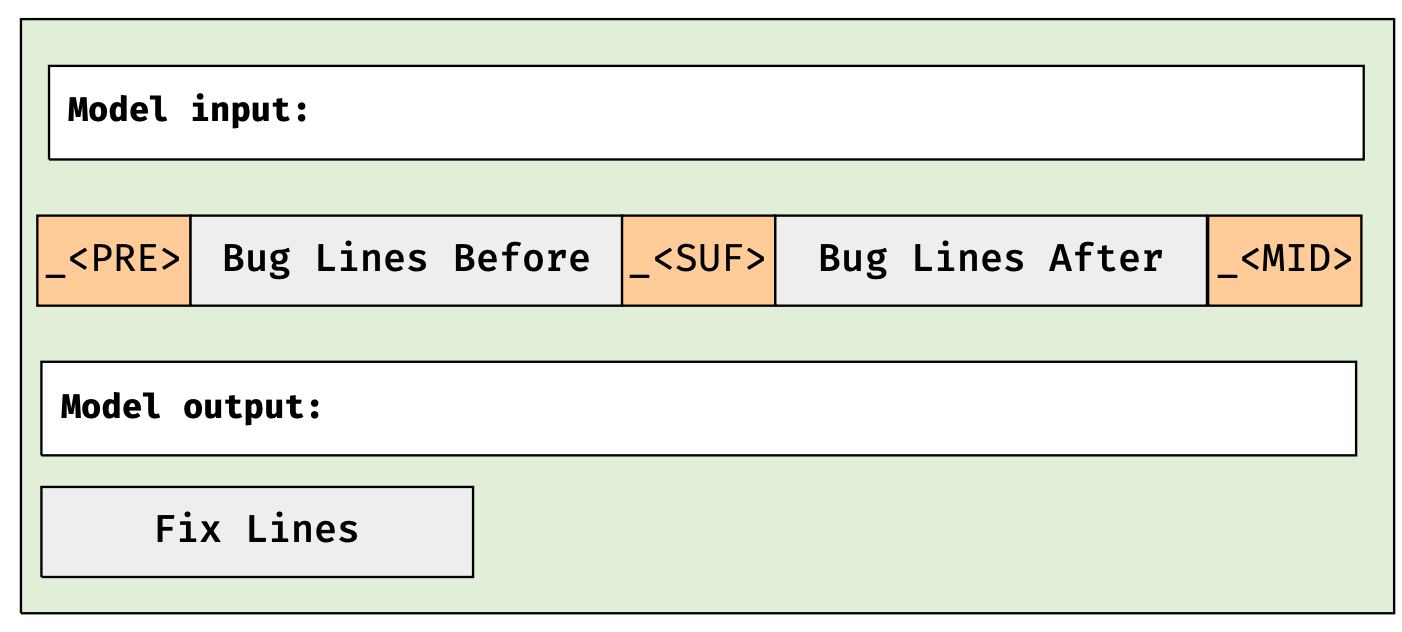 Model input:
_<PRE> Bug Lines Before _<SUF> Bug Lines After _<MID>
Model output:
Fix Lines